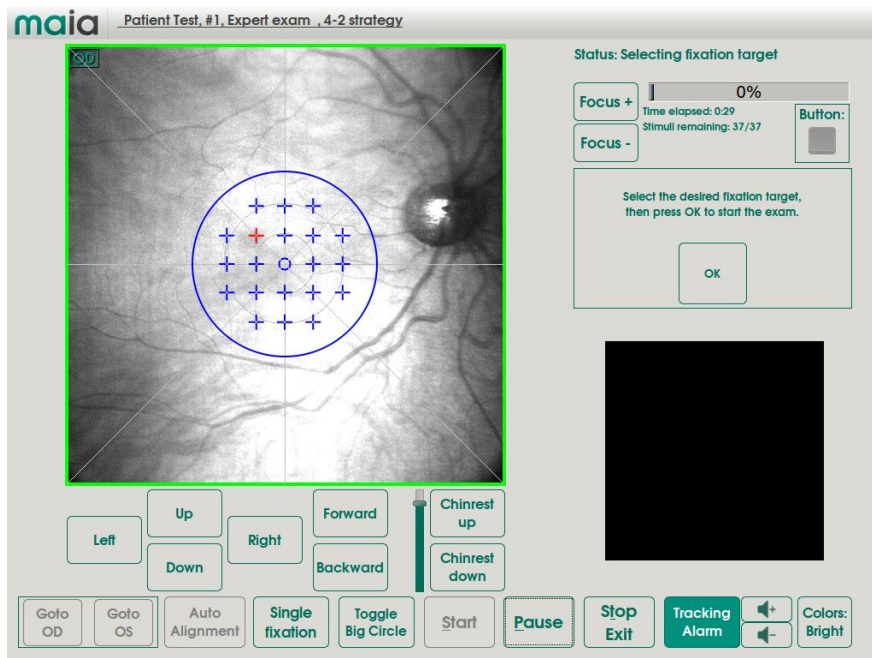 maia
Patient Test, #1, Expert exam , 4-2 strategy
OD
Status: Selecting fixation target
Focus +
0%
Time elapsed: 0:29
Stimuli remaining: 37/37
Button:
Focus -
Select the desired fixation target,
then press OK to start the exam.
OK
Left
Up
Down
Right
Forward
Backward
Chinrest
up
Chinrest
down
Goto
OD
Goto
OS
Auto
Alignment
Single
fixation
Toggle
Big Circle
Start
Pause
Stop
Exit
Tracking
Alarm
+
-
Colors:
Bright